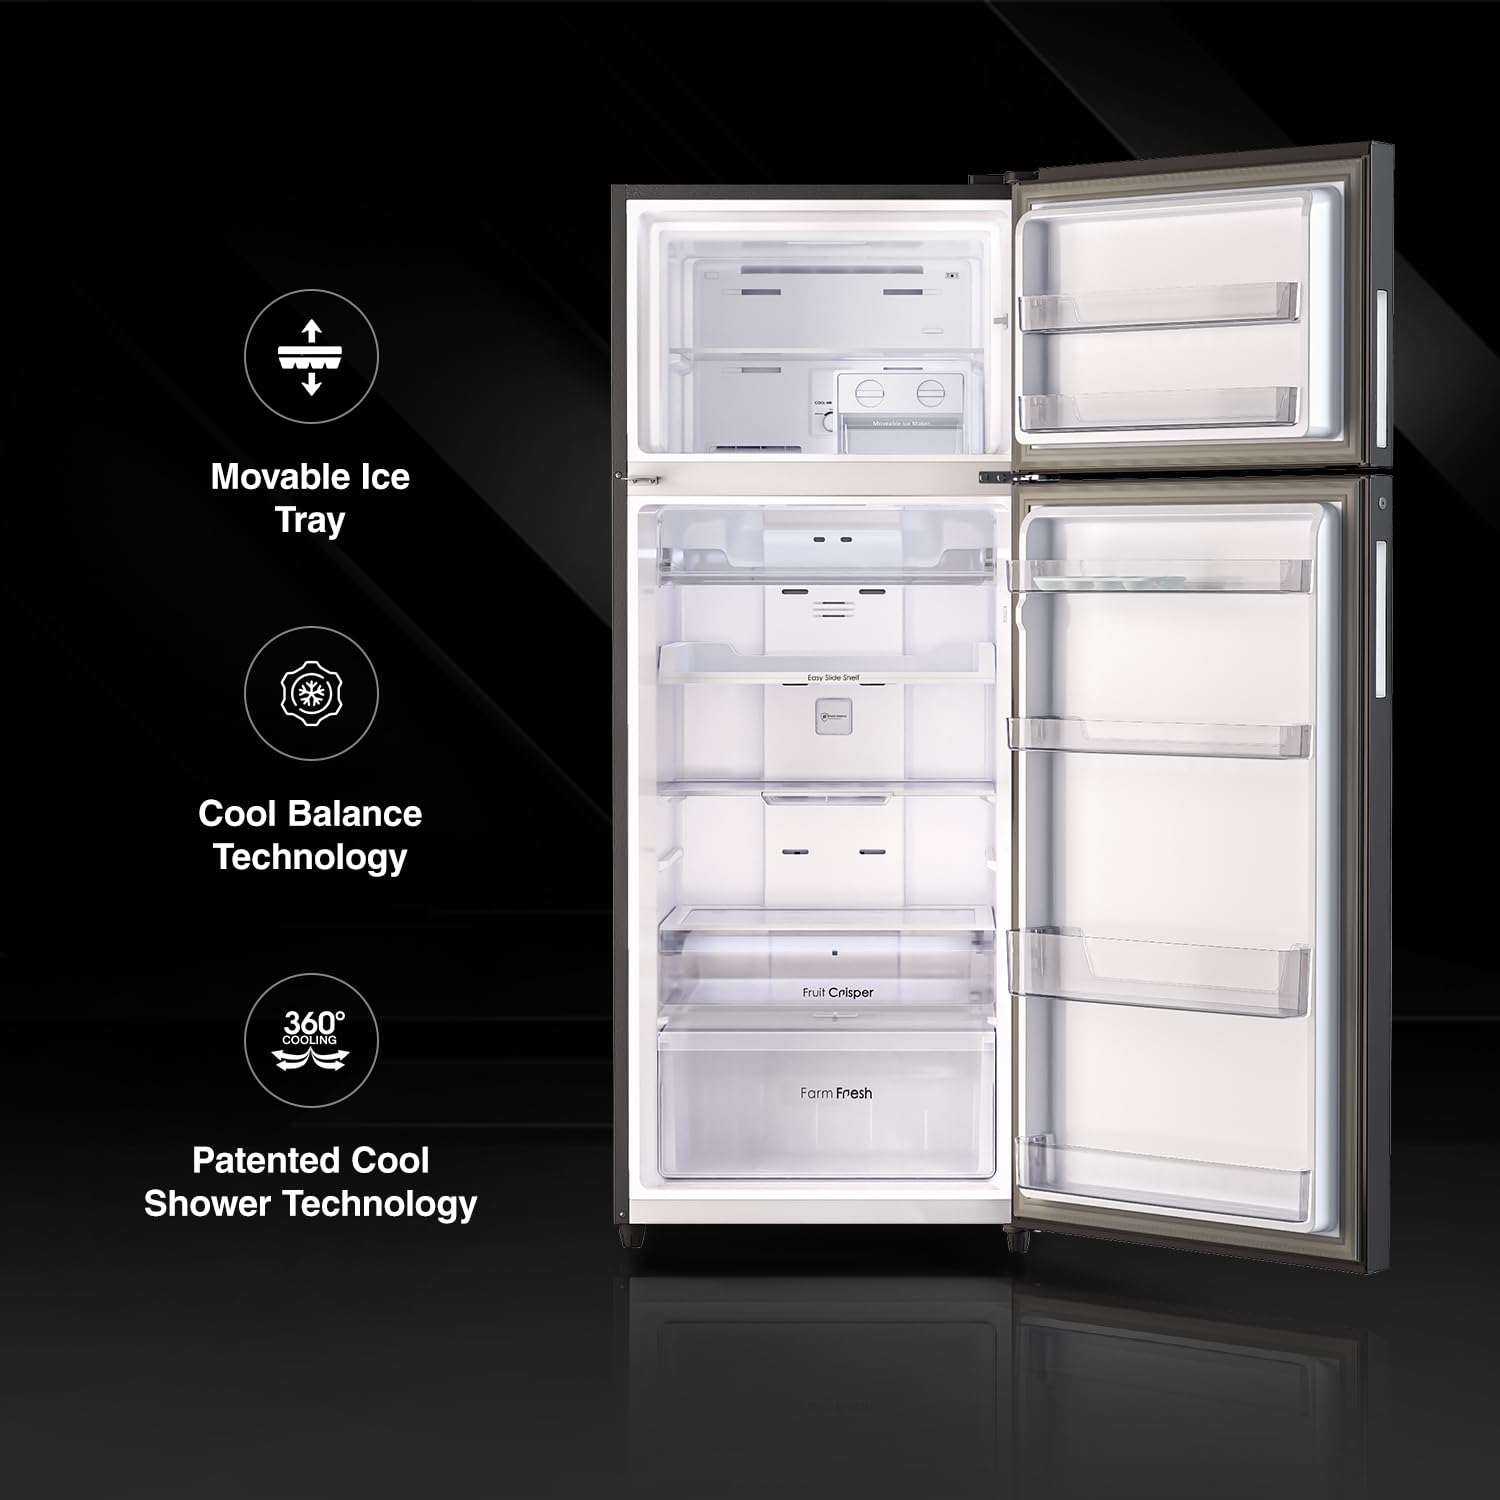 Movable Ice
Tray
Cool Balance
Technology
360°
COOLING
Patented Cool
Shower Technology
Moveable Ice Maker
Easy Slide Shelf
Fruit Crisper
Farm Fresh